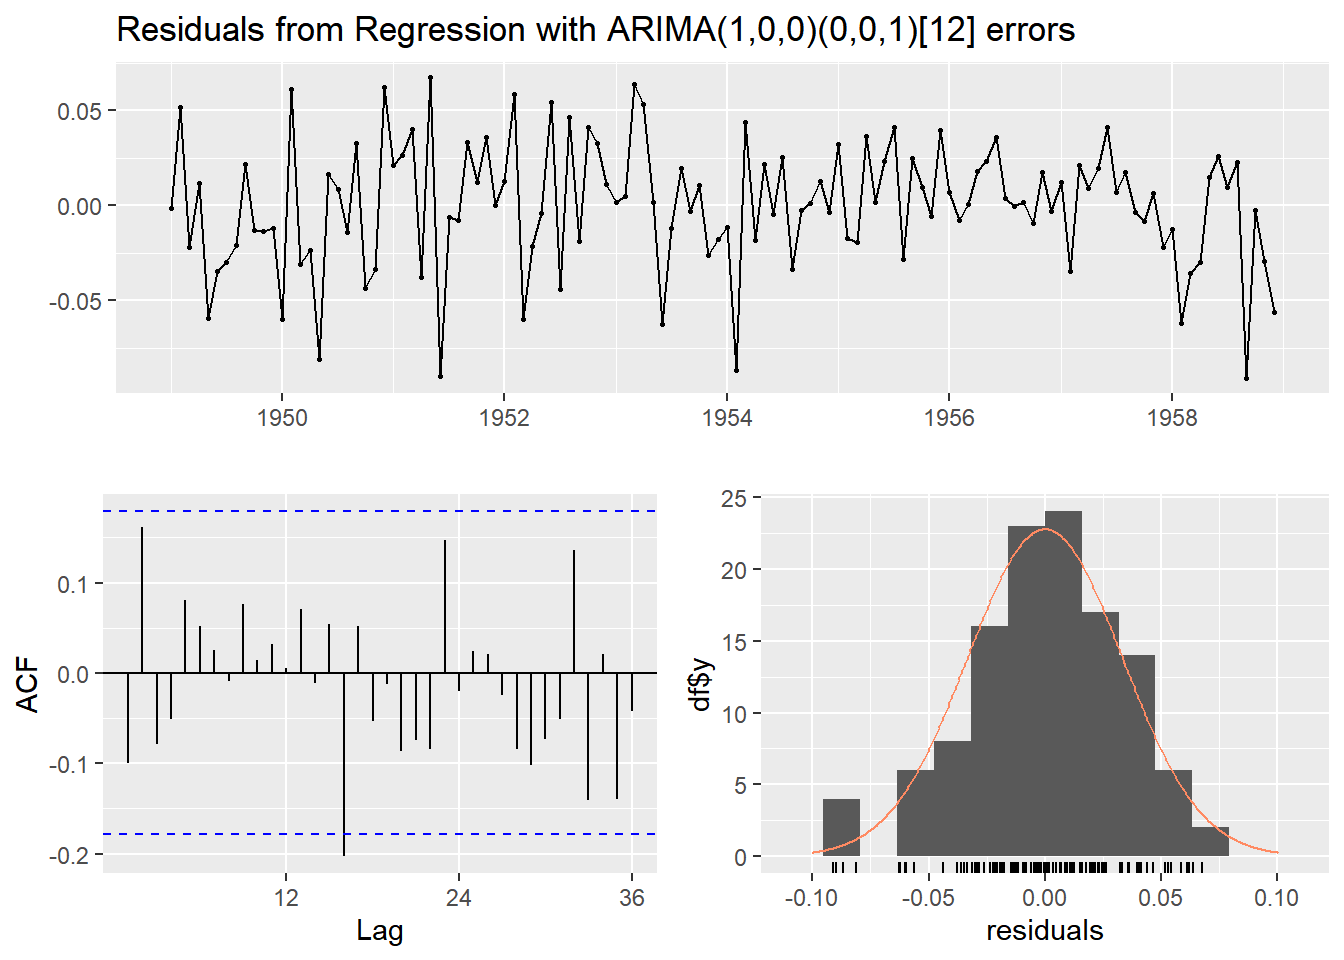 Residuals from Regression with ARIMA(1,0,0)(0,0,1)[12] errors
0.05
0.00
-0.05
1950 1952 1954 1956 1958
ACF
0.1
0.0
-0.1
-0.2
12 24 36
Lag
df$y
25
20
15
10
5
0
-0.10 -0.05 0.00 0.05 0.10
residuals